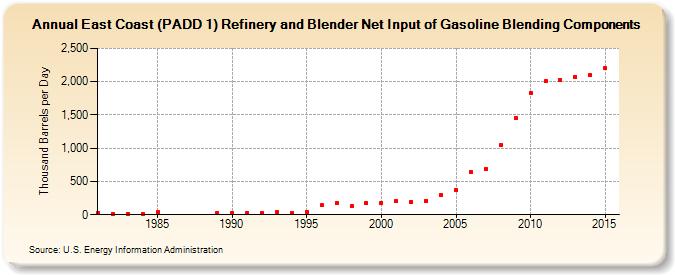 Annual East Coast (PADD 1) Refinery and Blender Net Input of Gasoline Blending Components
Thousand Barrels per Day
2,500
2,000
1,500
1,000
500
0
1985 1990 1995 2000 2005 2010 2015
Source: U.S. Energy Information Administration